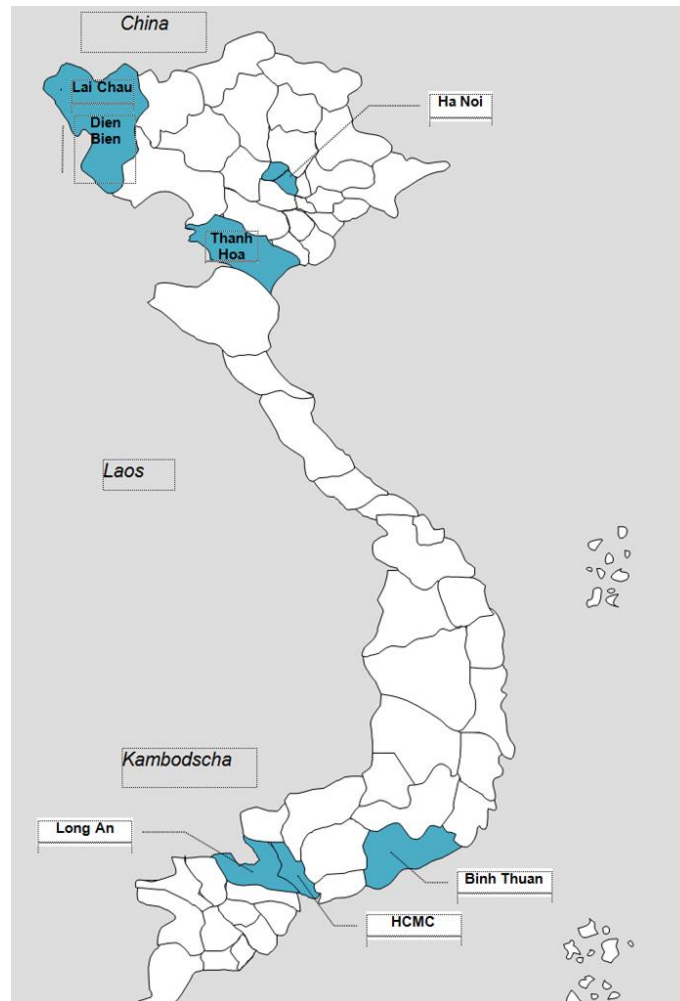 China
Lai Chau
Ha Noi
Dien
Bien
Thanh
Hoa
Laos
Kambodscha
Long An
Binh Thuan
HCMC